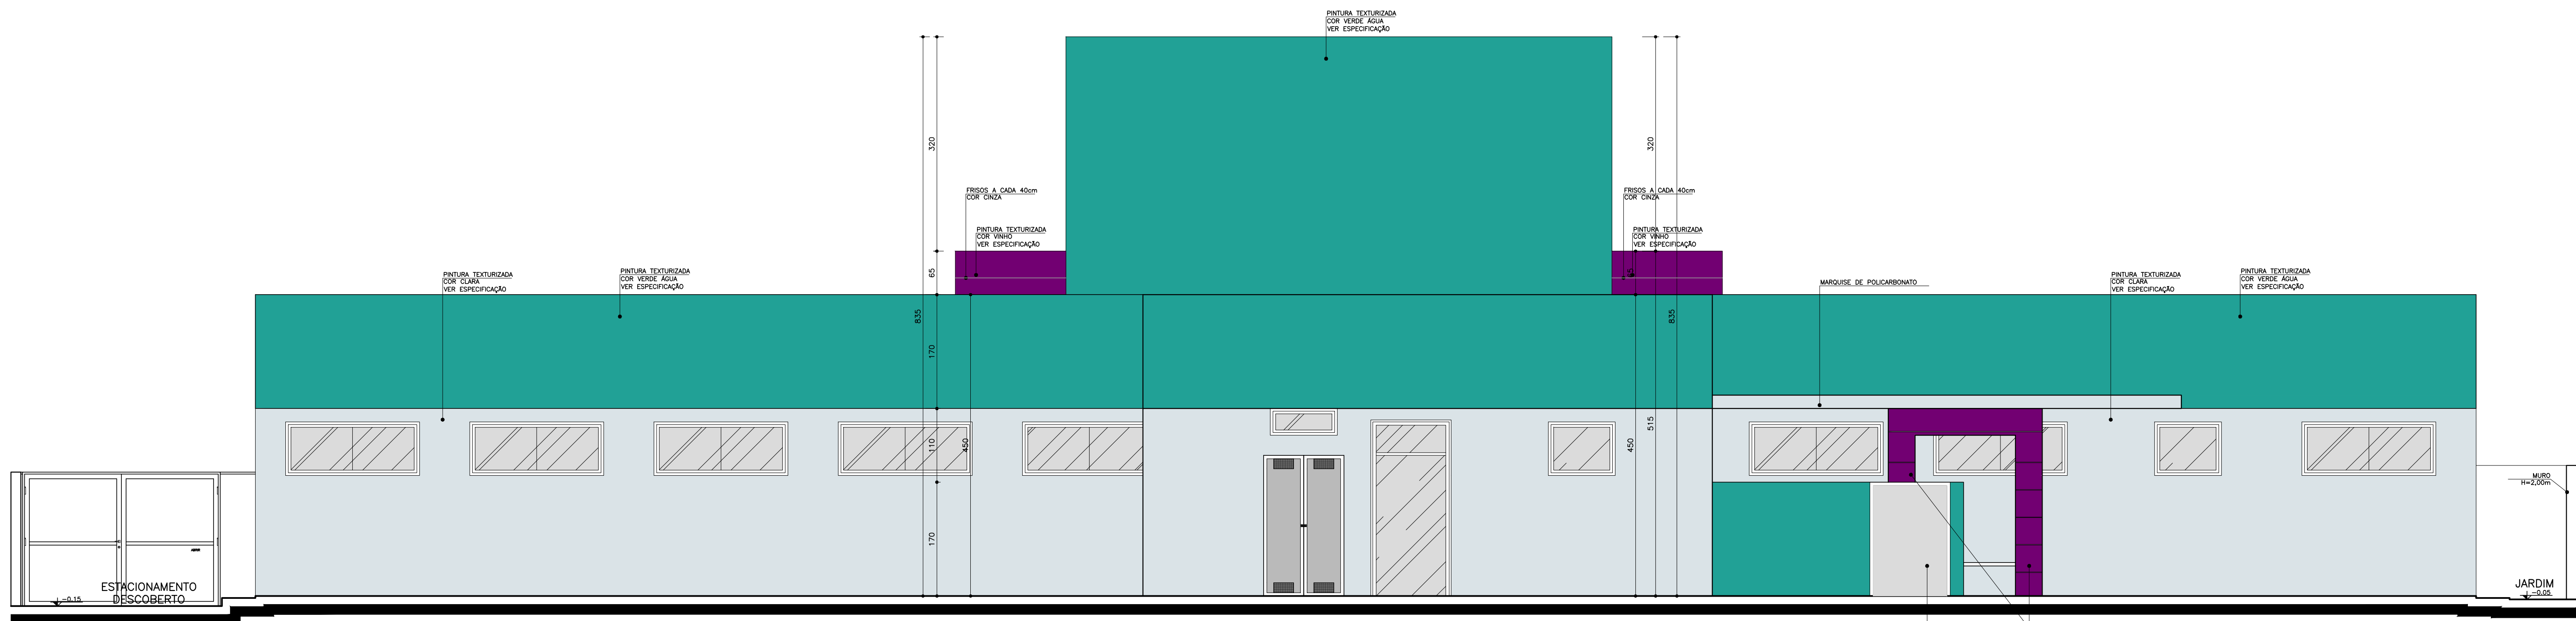 PINTURA TEXTURIZADA
COR VERDE ÁGUA
VER ESPECIFICAÇÃO
320
320
FRISOS A CADA 40cm
COR CINZA
FRISOS A CADA 40cm
COR CINZA
PINTURA TEXTURIZADA
COR VINHO
VER ESPECIFICAÇÃO
PINTURA TEXTURIZADA
COR VINHO
VER ESPECIFICAÇÃO
PINTURA TEXTURIZADA
COR CLARA
VER ESPECIFICAÇÃO
PINTURA TEXTURIZADA
COR VERDE ÁGUA
VER ESPECIFICAÇÃO
65
MARQUISE DE POLICARBONATO
PINTURA TEXTURIZADA
COR CLARA
VER ESPECIFICAÇÃO
PINTURA TEXTURIZADA
COR VERDE ÁGUA
VER ESPECIFICAÇÃO
835
835
170
515
110
450
450
170
MURO
H=2,00m
ESTACIONAMENTO
DESCOBERTO
-0.15
JARDIM
-0.05